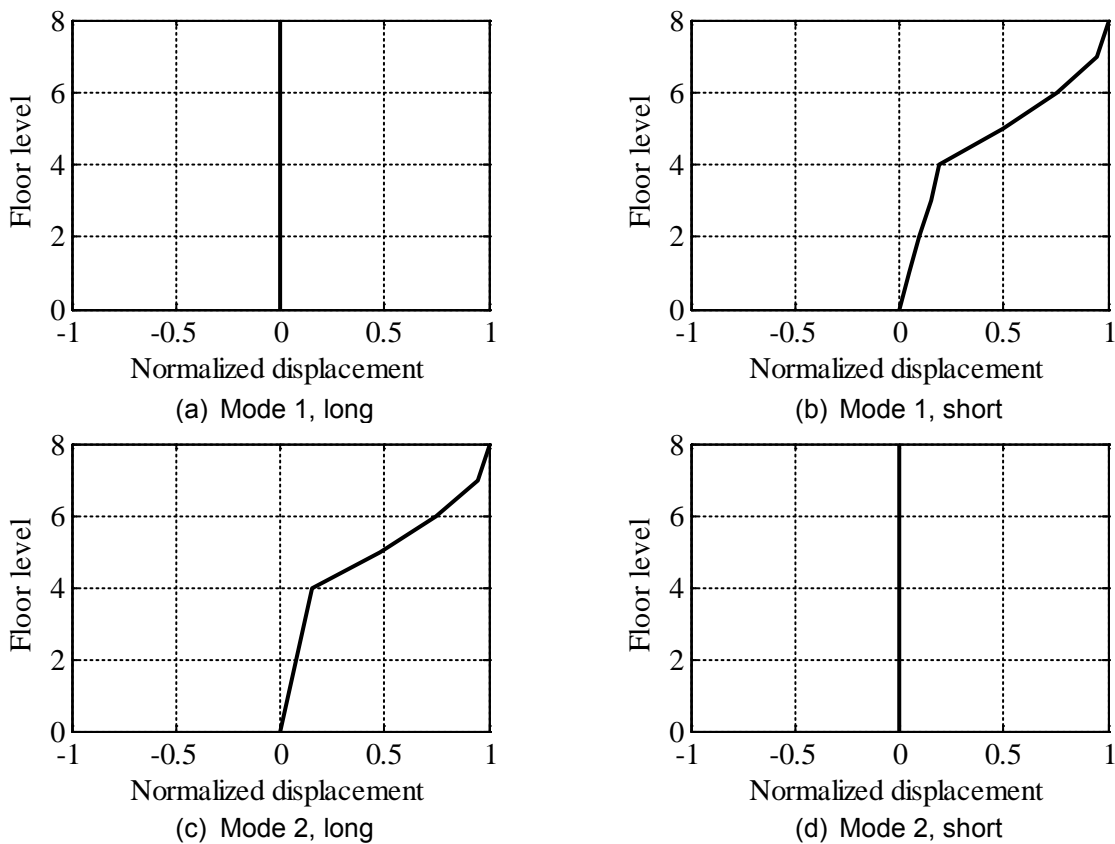 8
6
4
2
0
Floor level
-1 -0.5 0 0.5 1
Normalized displacement
(a) Mode 1, long
8
6
4
2
0
Floor level
-1 -0.5 0 0.5 1
Normalized displacement
(b) Mode 1, short
8
6
4
2
0
Floor level
-1 -0.5 0 0.5 1
Normalized displacement
(c) Mode 2, long
8
6
4
2
0
Floor level
-1 -0.5 0 0.5 1
Normalized displacement
(d) Mode 2, short